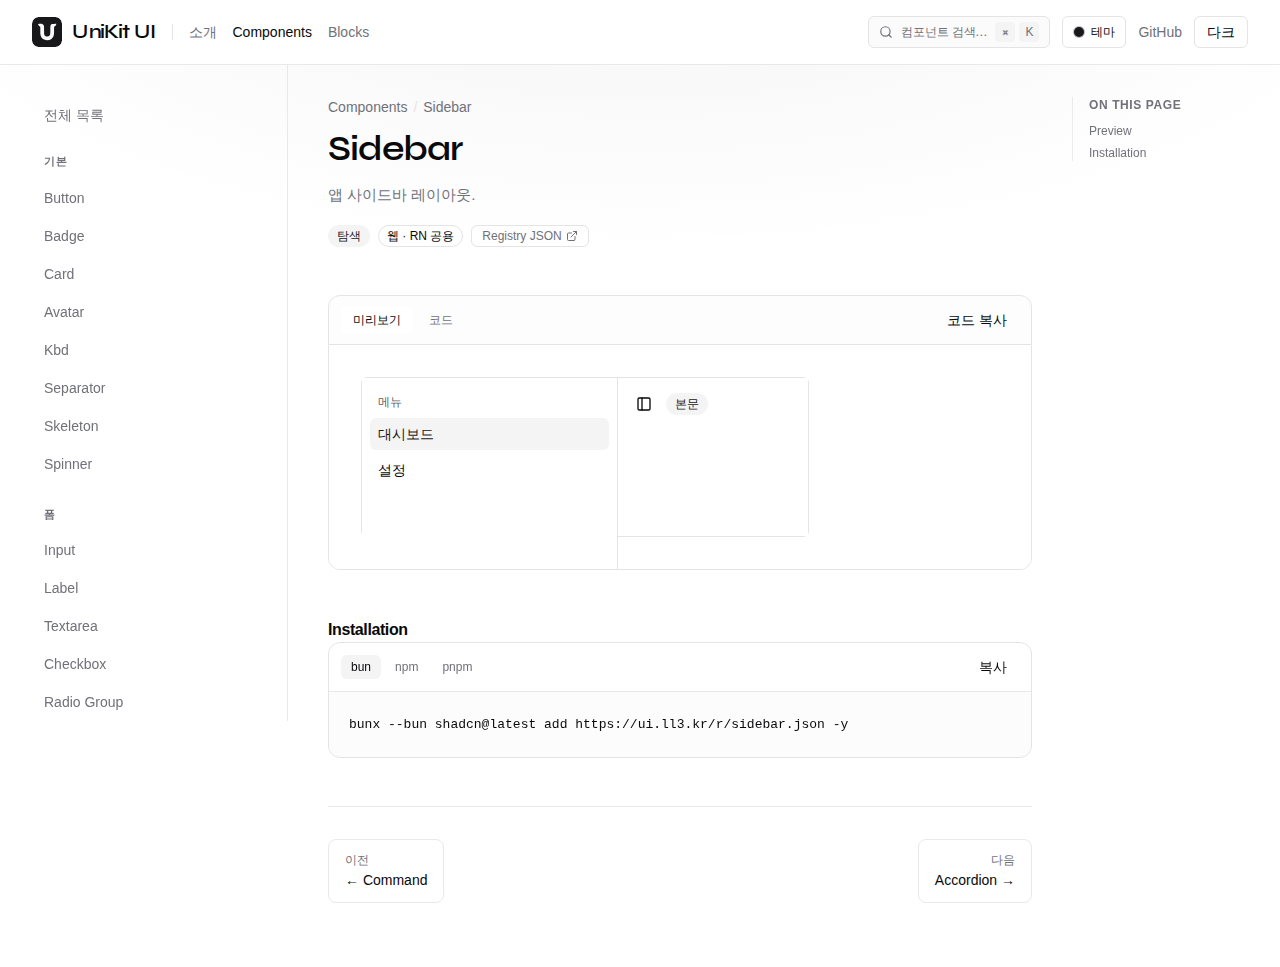 UniKit UI
소개
Components
Blocks
컴포넌트 검색…
⌘
K
테마
GitHub
다크
전체 목록
기본
Button
Badge
Card
Avatar
Kbd
Separator
Skeleton
Spinner
폼
Input
Label
Textarea
Checkbox
Radio Group
Components / Sidebar
Sidebar
앱 사이드바 레이아웃.
탐색
웹 · RN 공용
Registry JSON
미리보기
코드
코드 복사
메뉴
대시보드
설정
본문
Installation
bun
npm
pnpm
복사
bunx --bun shadcn@latest add https://ui.ll3.kr/r/sidebar.json -y
이전
← Command
다음
Accordion →
ON THIS PAGE
Preview
Installation